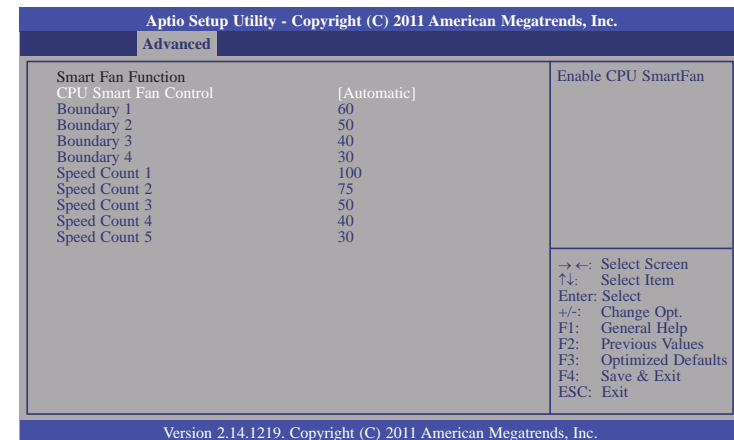 Aptio Setup Utility - Copyright (C) 2011 American Megatrends, Inc.
Advanced
Smart Fan Function
CPU Smart Fan Control [Automatic]
Boundary 1 60
Boundary 2 50
Boundary 3 40
Boundary 4 30
Speed Count 1 100
Speed Count 2 75
Speed Count 3 50
Speed Count 4 40
Speed Count 5 30
Enable CPU SmartFan
→←: Select Screen
↑↓: Select Item
Enter: Select
+/-: Change Opt.
F1: General Help
F2: Previous Values
F3: Optimized Defaults
F4: Save & Exit
ESC: Exit
Version 2.14.1219. Copyright (C) 2011 American Megatrends, Inc.